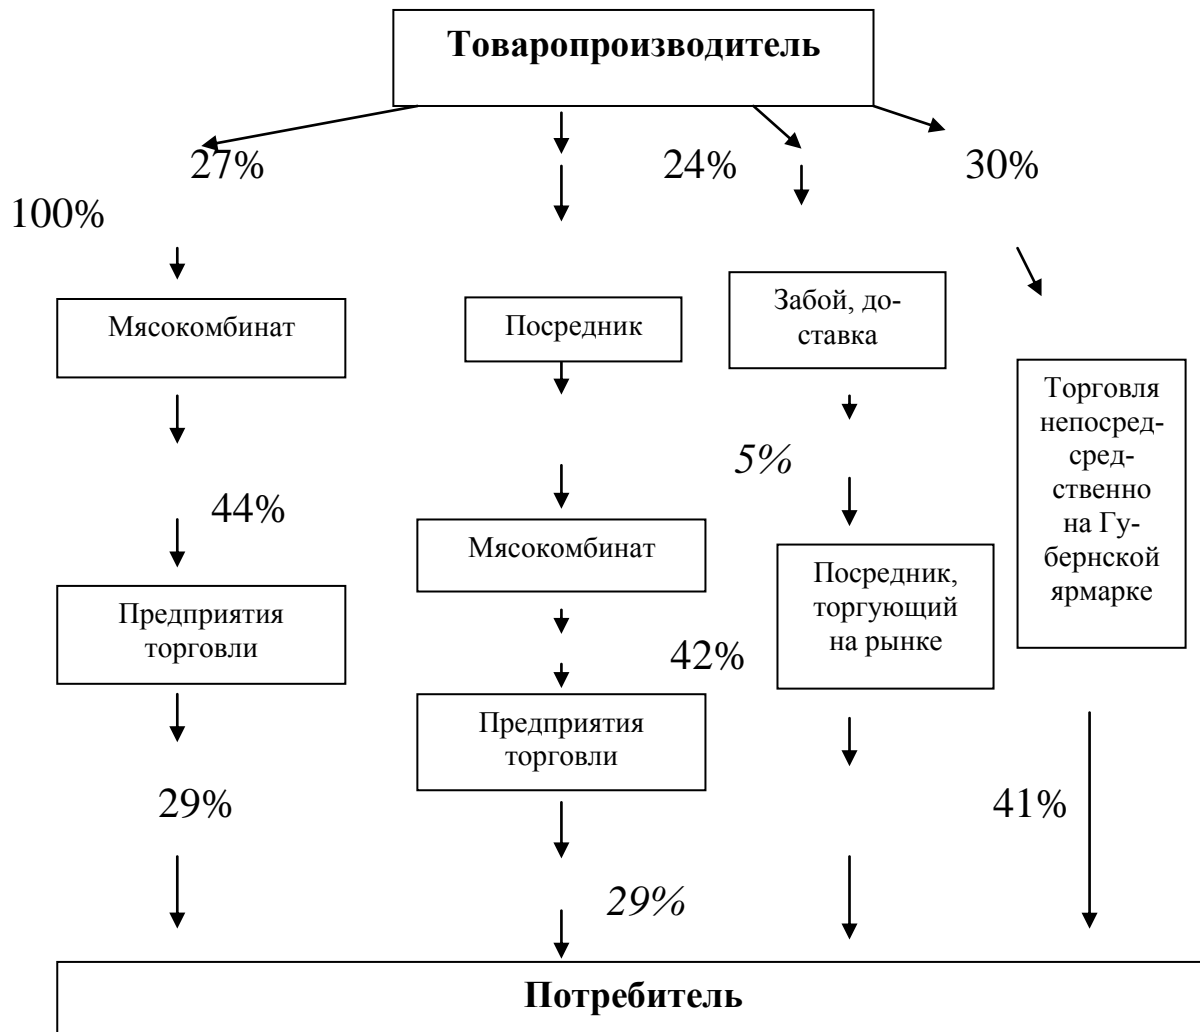 Товаропроизводитель
27%
24%
30%
100%
Мясокомбинат
Посредник
Забой, до-
ставка
Торговля
непосред-
сред-
ственно
на Гу-
бернской
ярмарке
5%
44%
Мясокомбинат
Предприятия
торговли
Посредник,
торгующий
на рынке
42%
Предприятия
торговли
29%
41%
29%
Потребитель